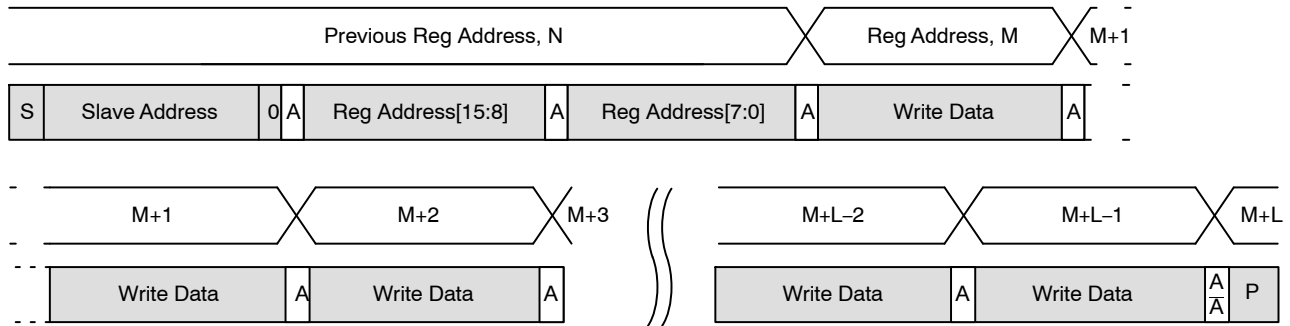 Previous Reg Address, N Reg Address, M M+1
S Slave Address 0 A Reg Address[15:8] A Reg Address[7:0] A Write Data A
M+1 M+2 M+3 M+L–2 M+L–1 M+L
Write Data A Write Data A Write Data A Write Data A/A̅ P